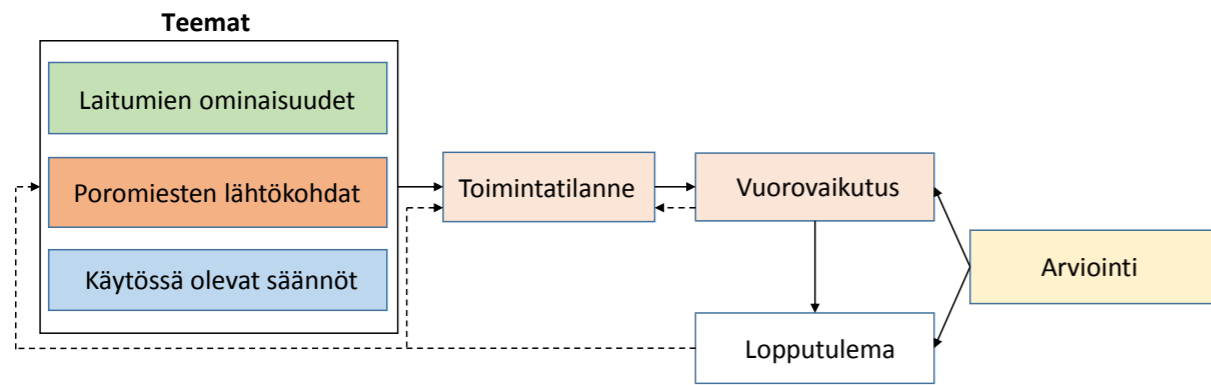 Teemat
Laitumien ominaisuudet
Poromiesten lähtökohdat
Käytössä olevat säännöt
Toimintatilanne
Vuorovaikutus
Arviointi
Lopputulema